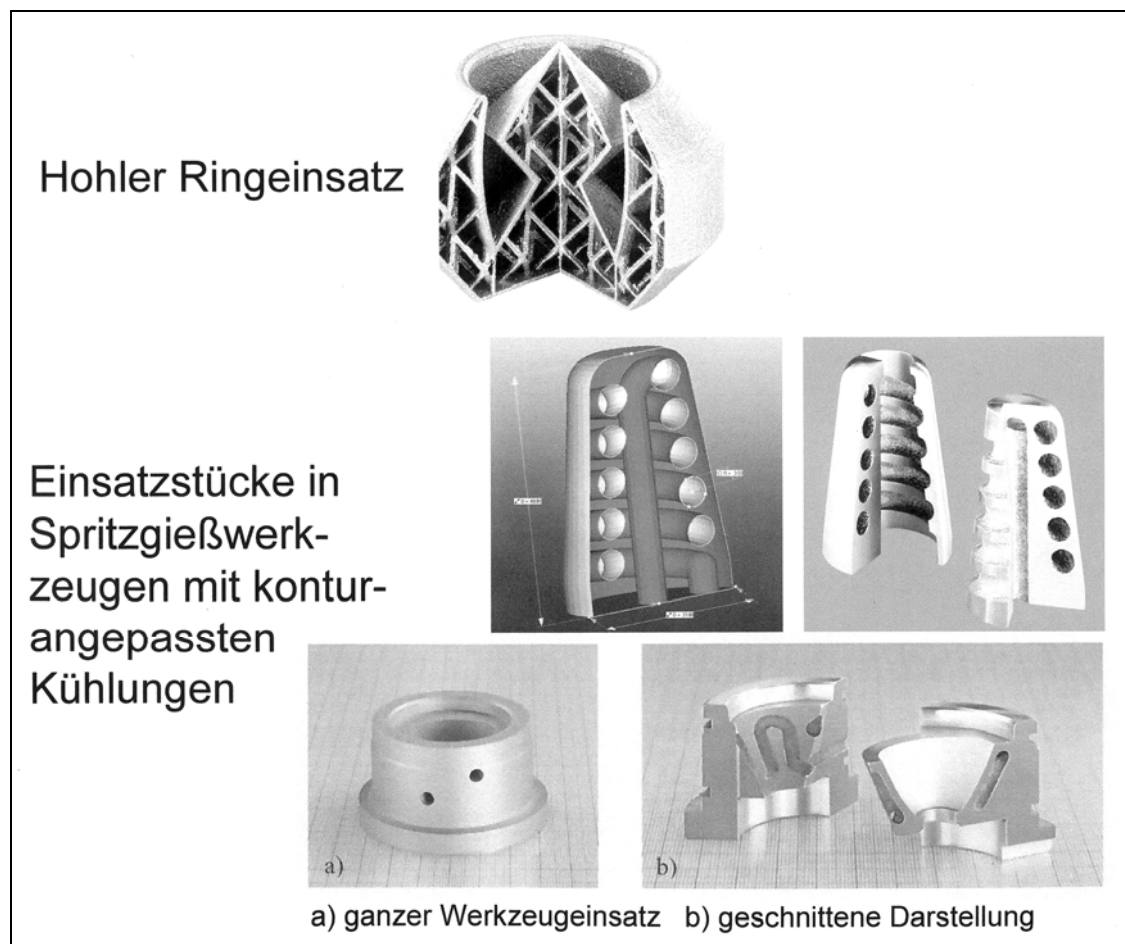 Hohler Ringeinsatz
Einsatzstücke in
Spritzgießwerk-
zeugen mit kontur-
angepassten
Kühlungen
a)
b)
a) ganzer Werkzeugeinsatz b) geschnittene Darstellung